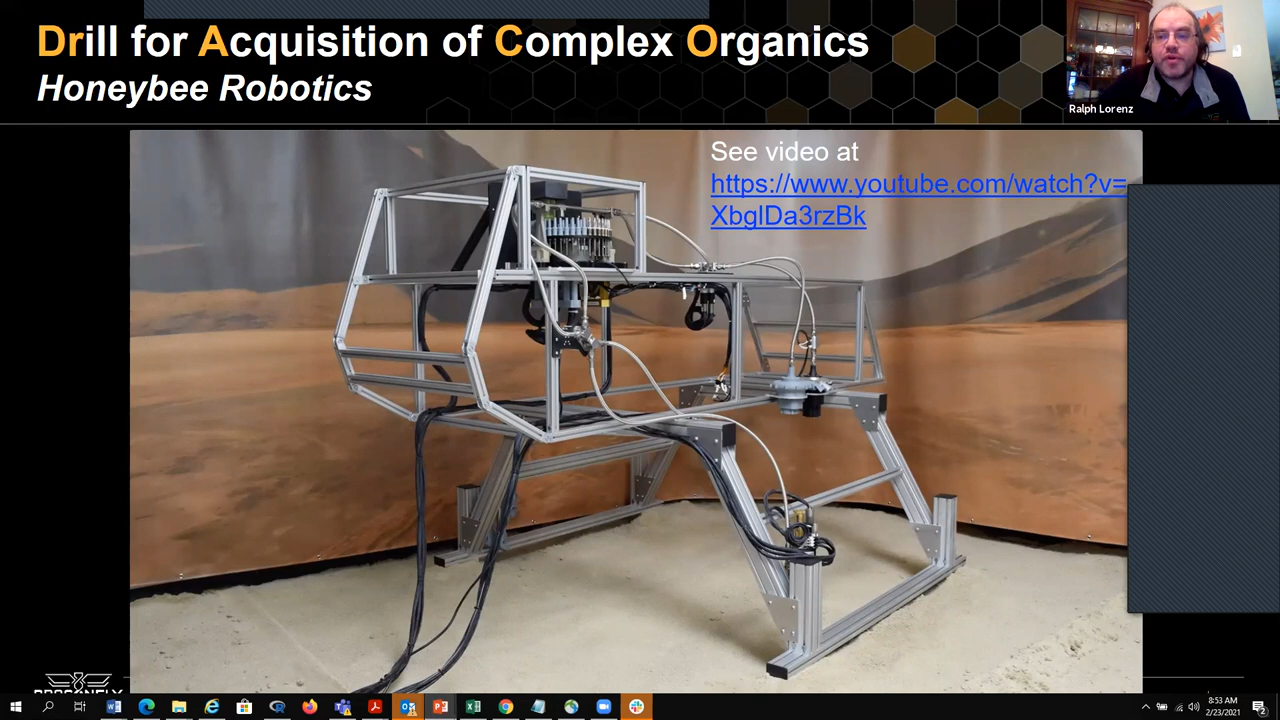 Drill for Acquisition of Complex Organics
Honeybee Robotics
Ralph Lorenz
See video at
https://www.youtube.com/watch?v=
XbglDa3rzBk
DRAGONFLY
8:53 AM
2/23/2021